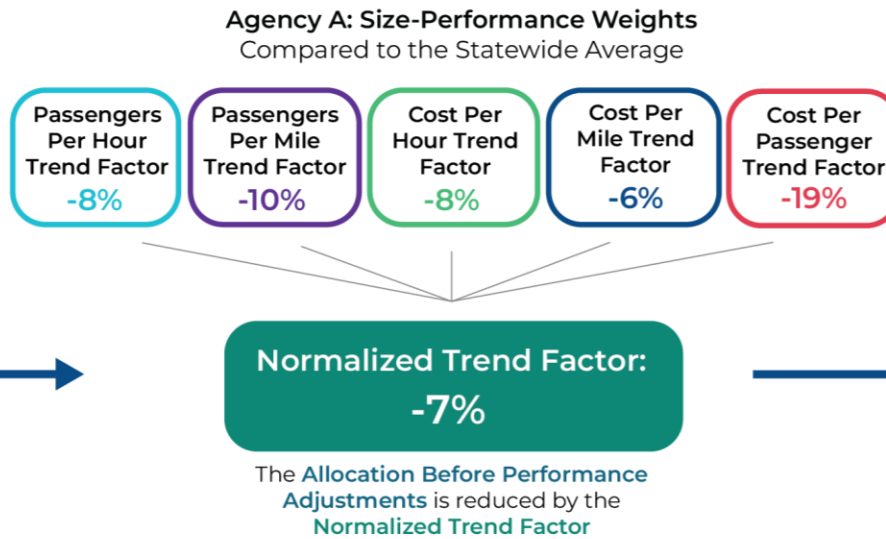 Agency A: Size-Performance Weights
Compared to the Statewide Average
Passengers
Per Hour
Trend Factor
-8%
Passengers
Per Mile
Trend Factor
-10%
Cost Per
Hour Trend
Factor
-8%
Cost Per
Mile Trend
Factor
-6%
Cost Per
Passenger
Trend Factor
-19%
Normalized Trend Factor:
-7%
The Allocation Before Performance
Adjustments is reduced by the
Normalized Trend Factor